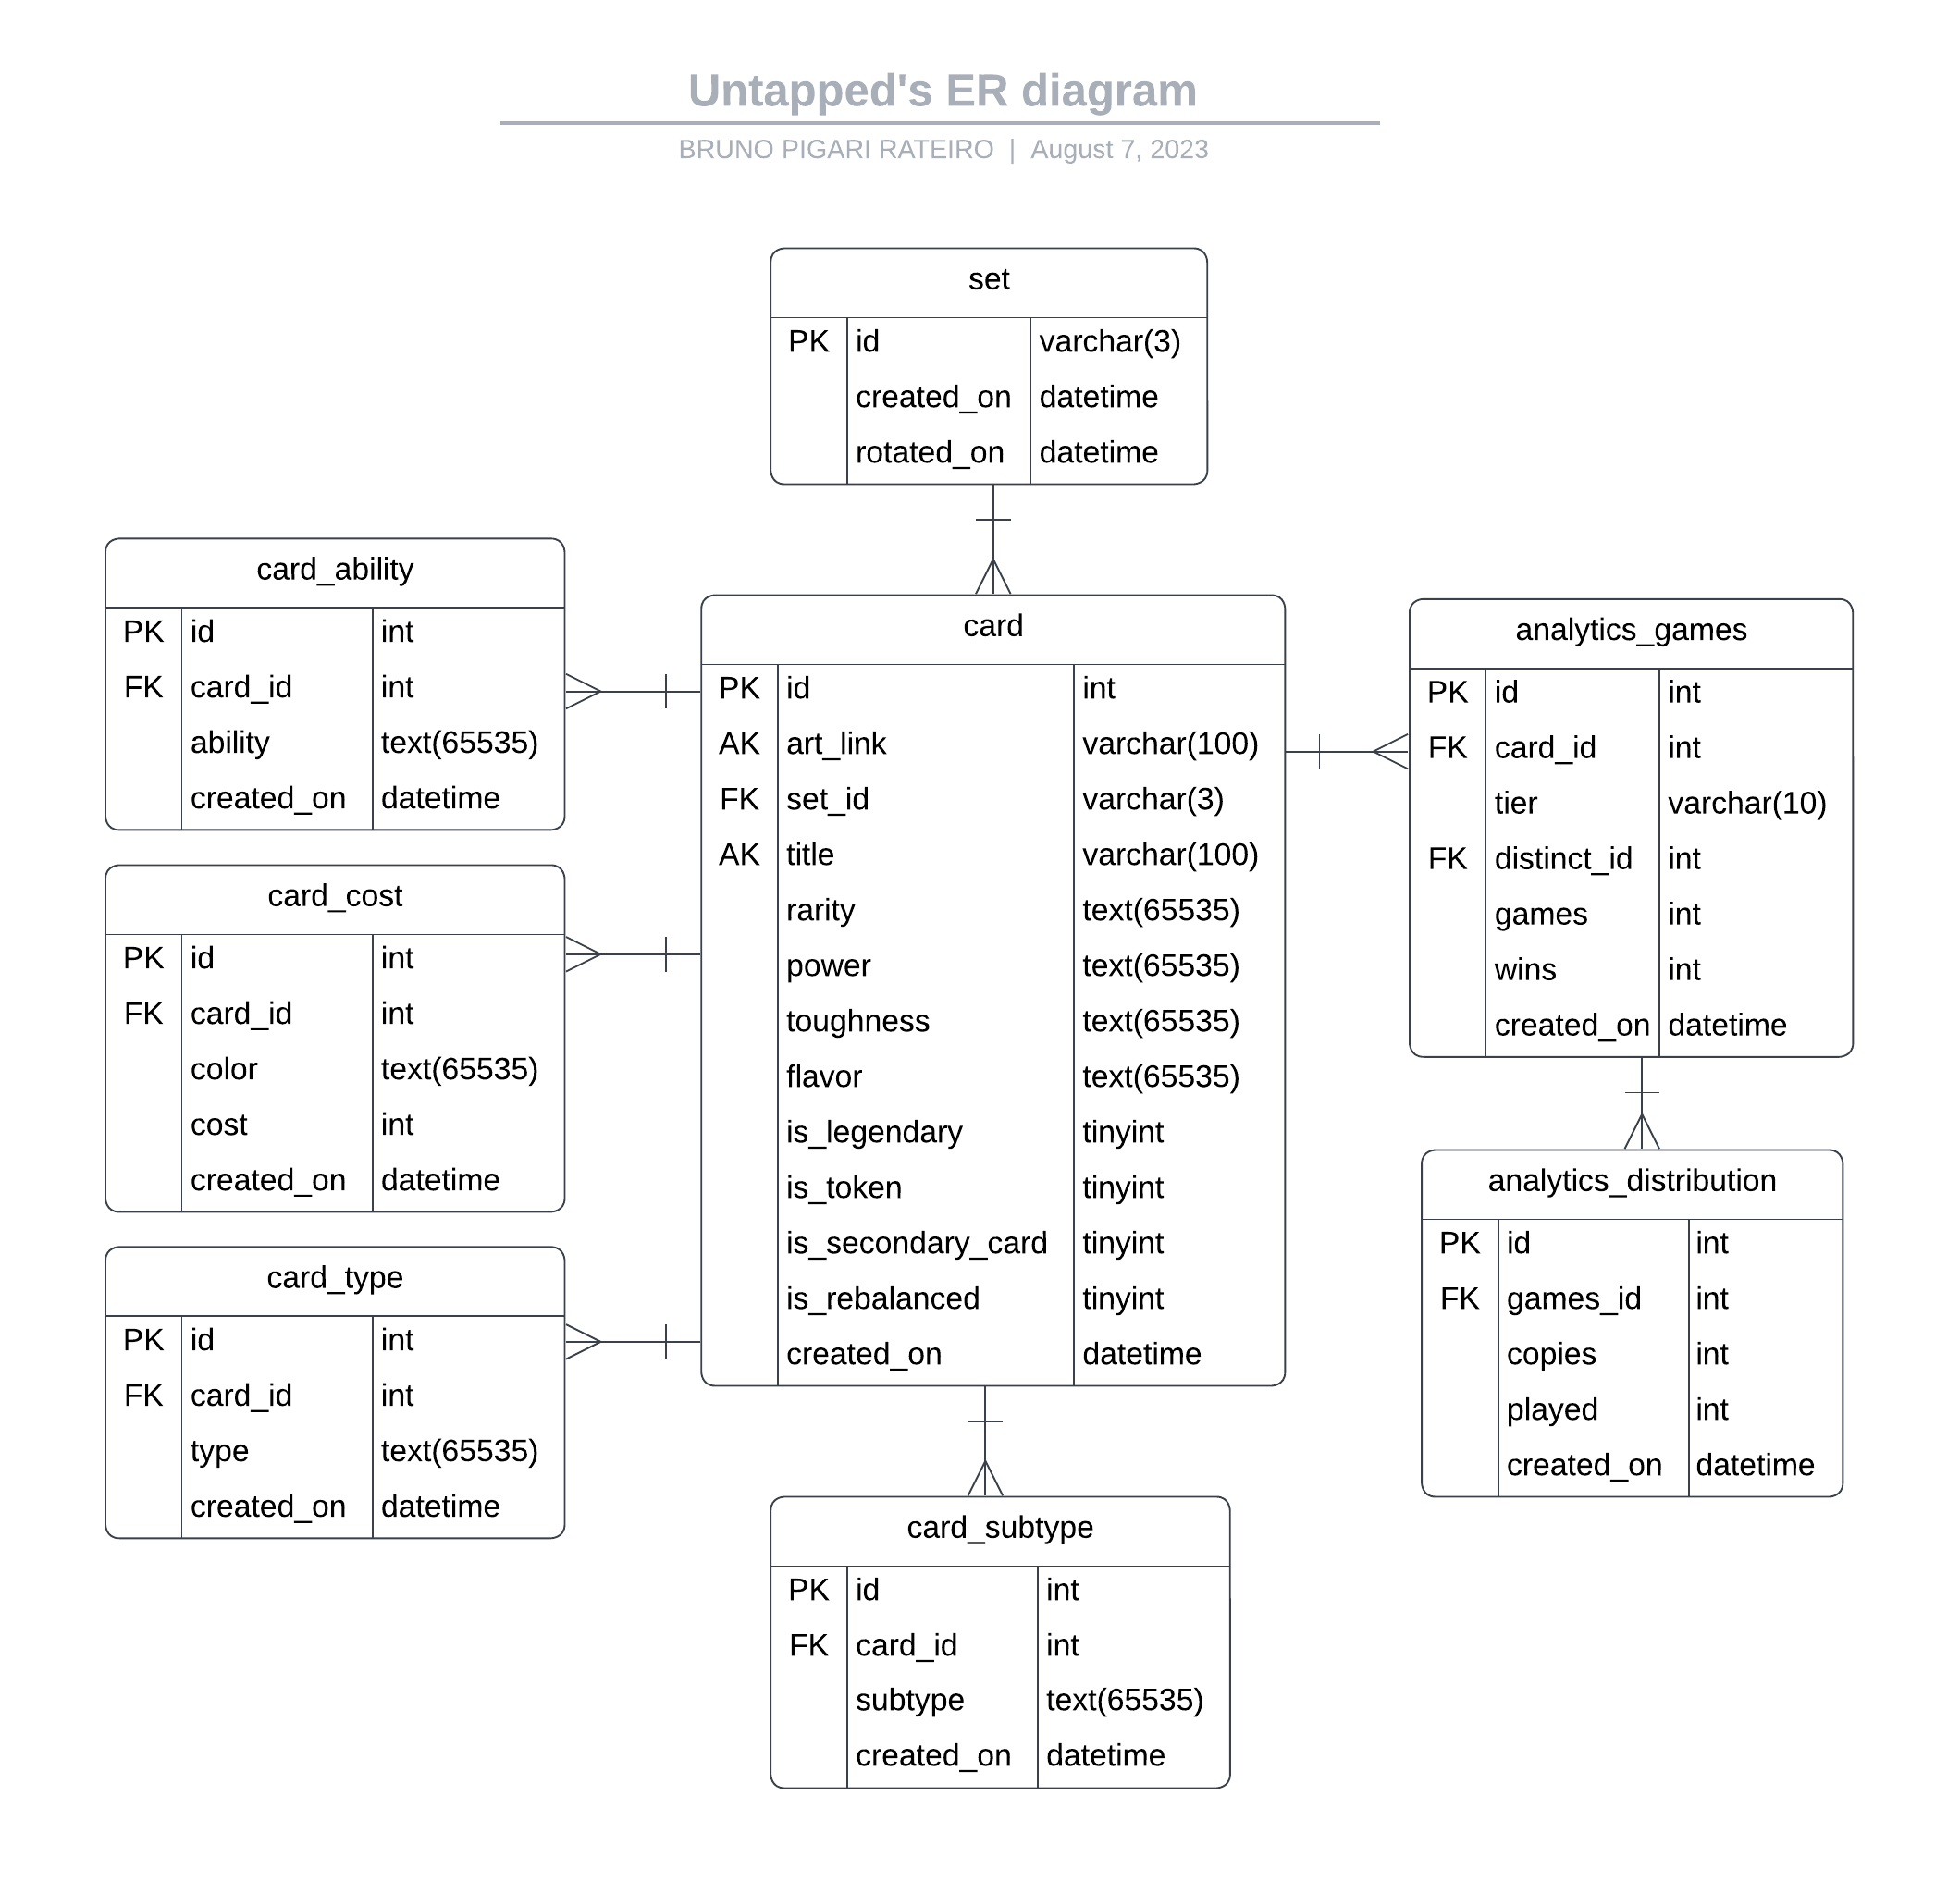 Untapped's ER diagram
BRUNO PIGARI RATEIRO | August 7, 2023
set
PK id varchar(3)
created_on datetime
rotated_on datetime
card_ability
PK id int
FK card_id int
ability text(65535)
created_on datetime
card_cost
PK id int
FK card_id int
color text(65535)
cost int
created_on datetime
card_type
PK id int
FK card_id int
type text(65535)
created_on datetime
card
PK id int
AK art_link varchar(100)
FK set_id varchar(3)
AK title varchar(100)
rarity text(65535)
power text(65535)
toughness text(65535)
flavor text(65535)
is_legendary tinyint
is_token tinyint
is_secondary_card tinyint
is_rebalanced tinyint
created_on datetime
card_subtype
PK id int
FK card_id int
subtype text(65535)
created_on datetime
analytics_games
PK id int
FK card_id int
tier varchar(10)
FK distinct_id int
games int
wins int
created_on datetime
analytics_distribution
PK id int
FK games_id int
copies int
played int
created_on datetime